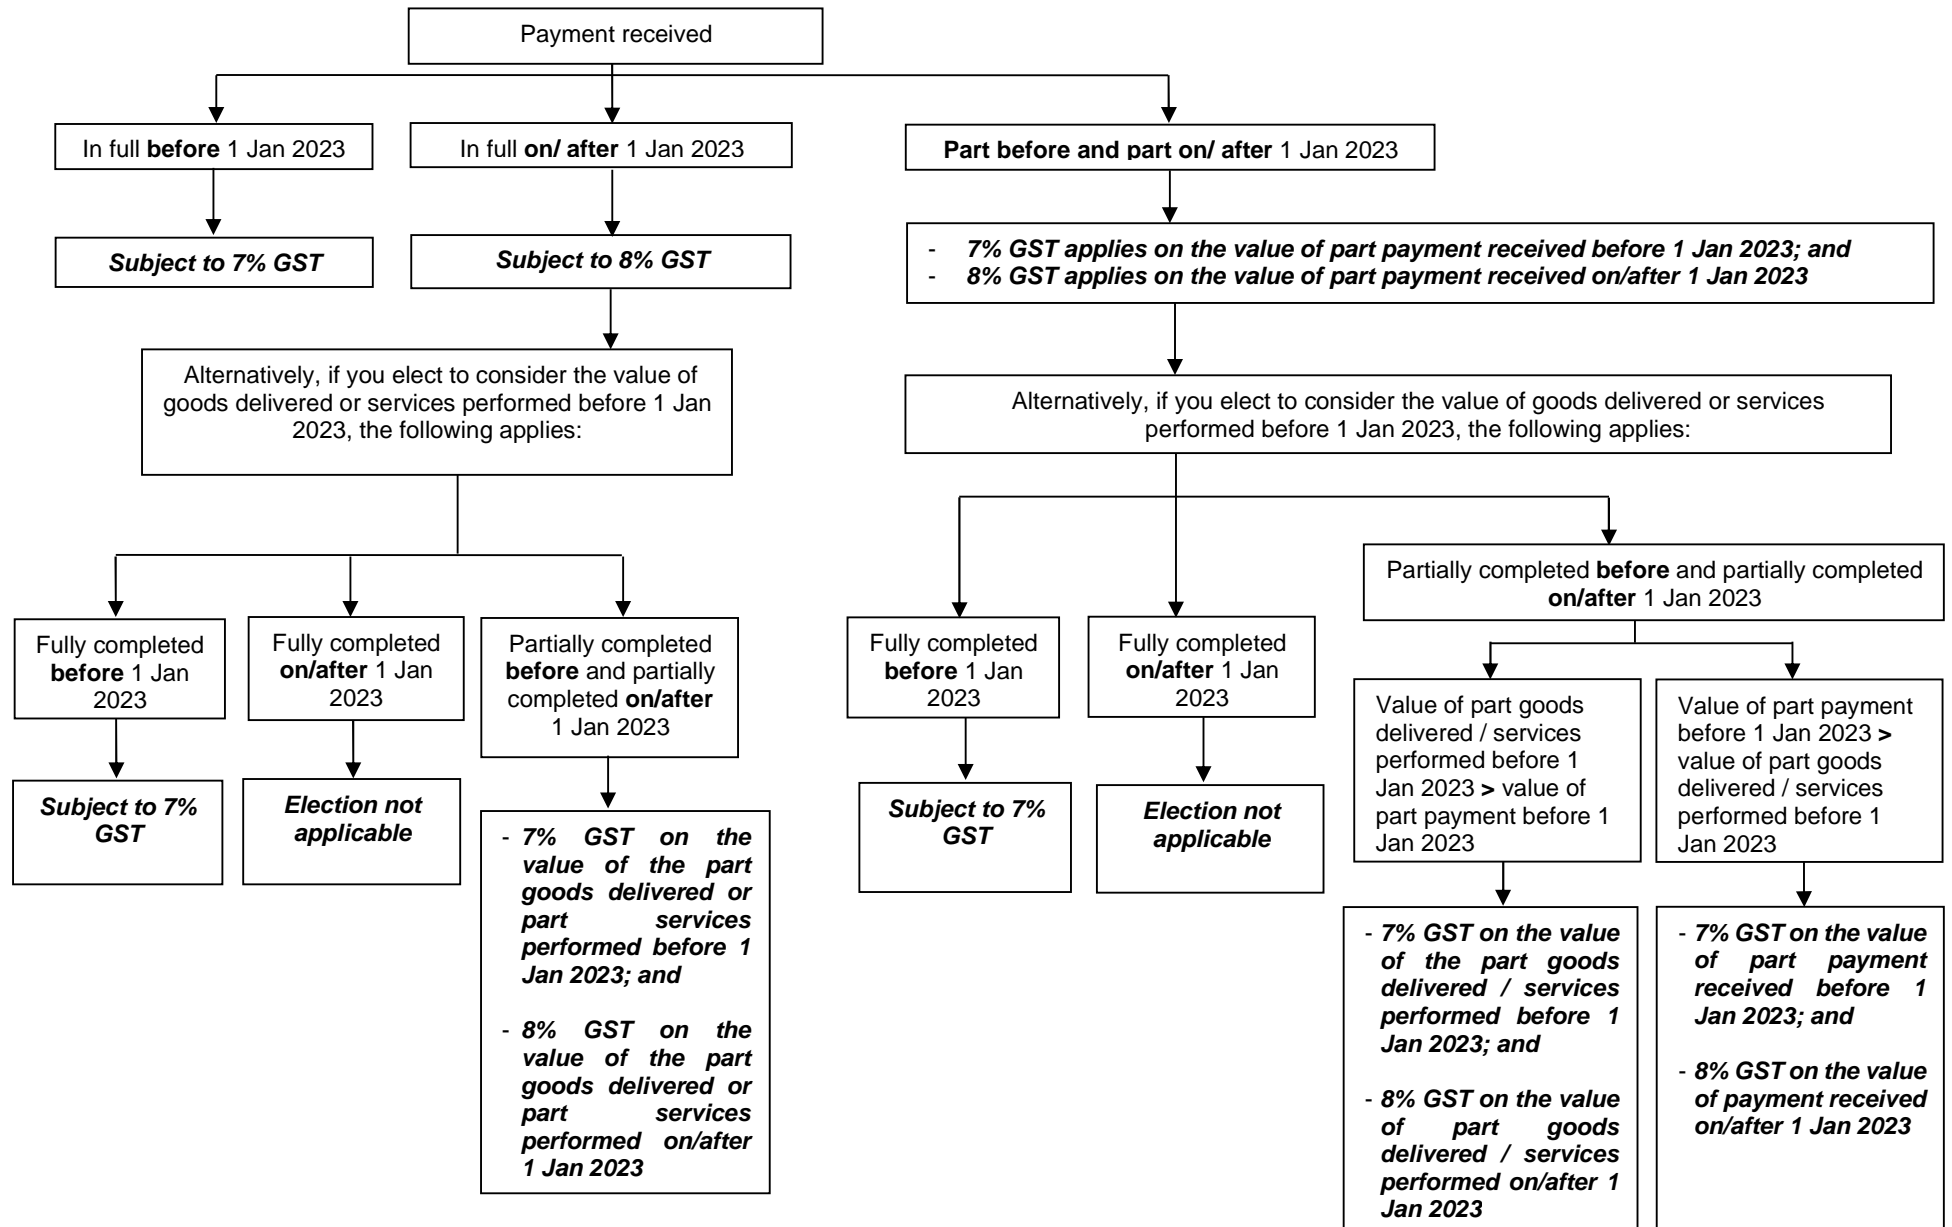 Payment received
In full before 1 Jan 2023
In full on/ after 1 Jan 2023
Part before and part on/ after 1 Jan 2023
Subject to 7% GST
Subject to 8% GST
- 7% GST applies on the value of part payment received before 1 Jan 2023; and
- 8% GST applies on the value of part payment received on/after 1 Jan 2023
Alternatively, if you elect to consider the value of
goods delivered or services performed before 1 Jan
2023, the following applies:
Alternatively, if you elect to consider the value of goods delivered or services
performed before 1 Jan 2023, the following applies:
Fully completed
before 1 Jan
2023
Fully completed
on/after 1 Jan
2023
Partially completed
before and partially
completed on/after
1 Jan 2023
Subject to 7%
GST
Election not
applicable
- 7% GST on the
value of the part
goods delivered or
part services
performed before 1
Jan 2023; and
- 8% GST on the
value of the part
goods delivered or
part services
performed on/after
1 Jan 2023
Fully completed
before 1 Jan
2023
Fully completed
on/after 1 Jan
2023
Partially completed before and partially completed
on/after 1 Jan 2023
Subject to 7%
GST
Election not
applicable
Value of part goods
delivered / services
performed before 1
Jan 2023 > value of
part payment before 1
Jan 2023
Value of part payment
before 1 Jan 2023 >
value of part goods
delivered / services
performed before 1
Jan 2023
- 7% GST on the value
of the part goods
delivered / services
performed before 1
Jan 2023; and
- 8% GST on the value
of part goods
delivered / services
performed on/after 1
Jan 2023
- 7% GST on the value
of part payment
received before 1
Jan 2023; and
- 8% GST on the value
of payment received
on/after 1 Jan 2023